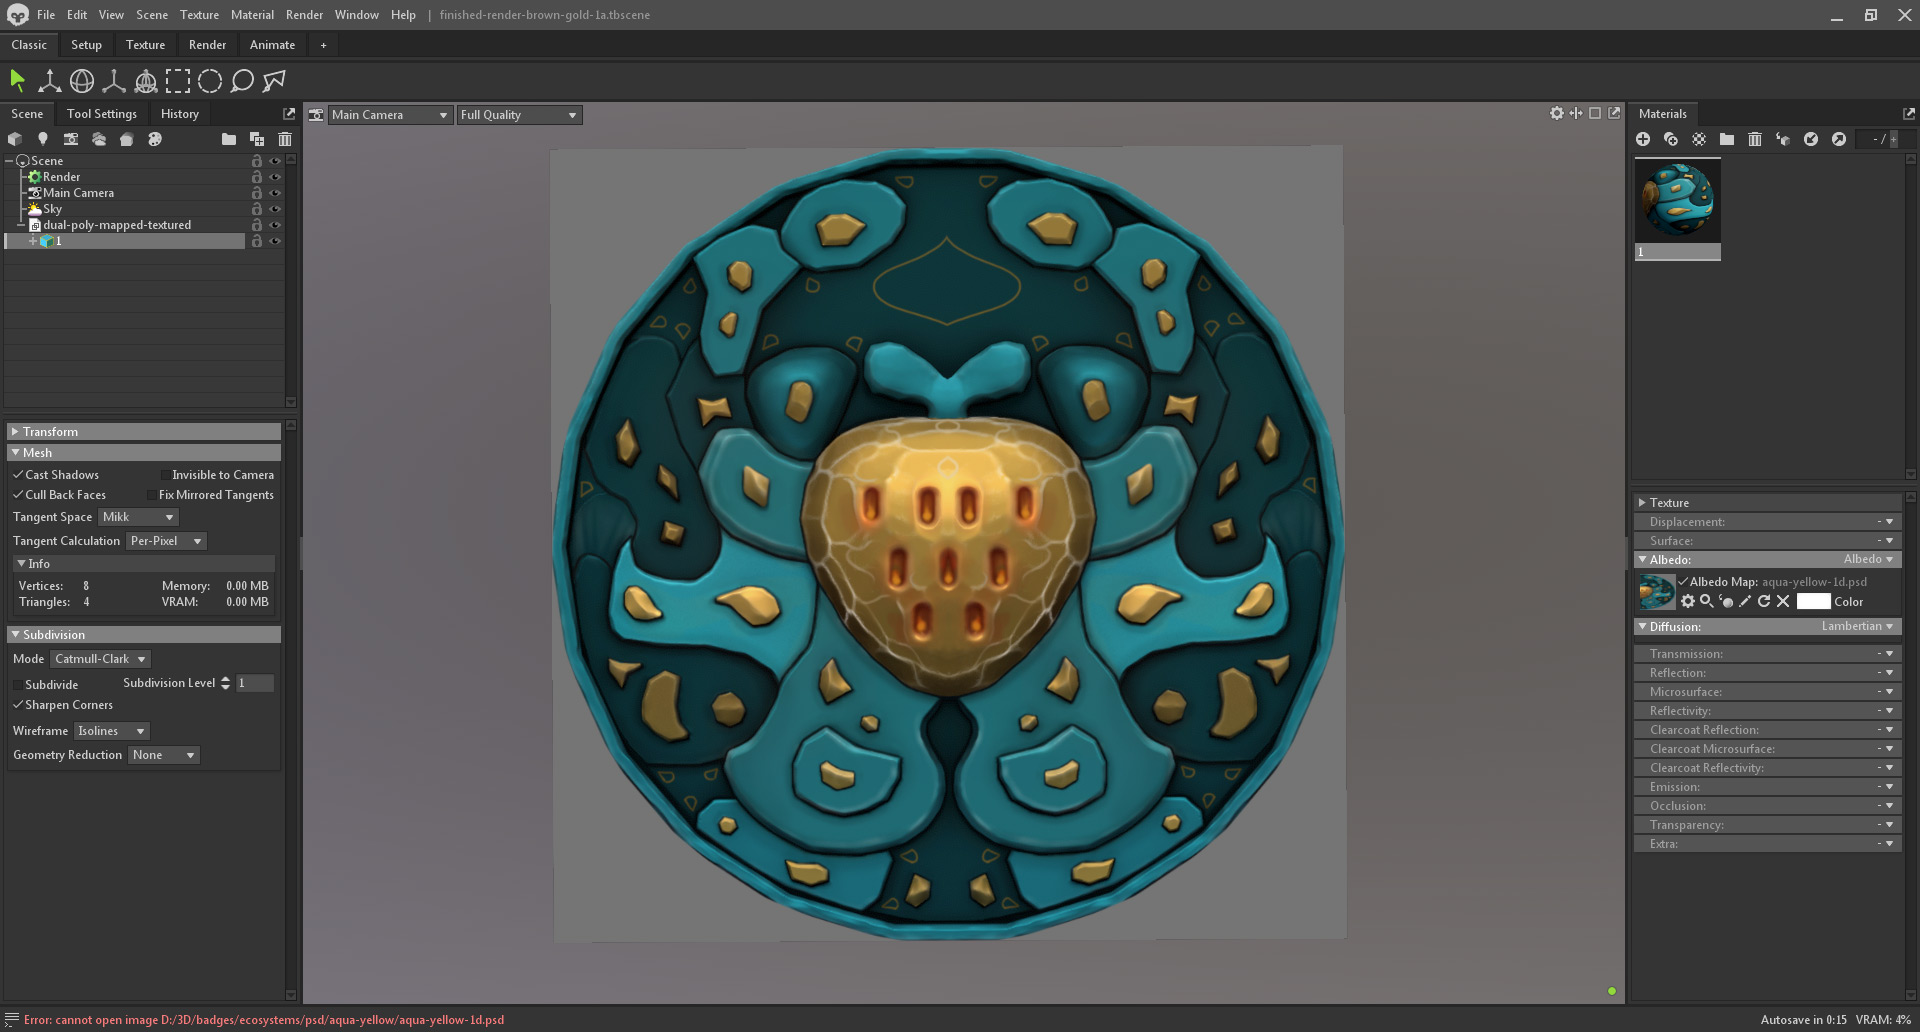 File Edit View Scene Texture Material Render Window Help | finished-render-brown-gold-1a.tbscene
Classic Setup Texture Render Animate +
Scene Tool Settings History
Main Camera Full Quality
Materials
- / +
Scene
Render
Main Camera
Sky
dual-poly-mapped-textured
1
1
Transform
Mesh
Cast Shadows Invisible to Camera
Cull Back Faces Fix Mirrored Tangents
Tangent Space Mikk
Tangent Calculation Per-Pixel
Info
Vertices: 8 Memory: 0.00 MB
Triangles: 4 VRAM: 0.00 MB
Subdivision
Mode Catmull-Clark
Subdivide Subdivision Level 1
Sharpen Corners
Wireframe Isolines
Geometry Reduction None
Texture
Displacement: -
Surface: -
Albedo: Albedo
Albedo Map: aqua-yellow-1d.psd
Color
Diffusion: Lambertian
Transmission: -
Reflection: -
Microsurface: -
Reflectivity: -
Clearcoat Reflection: -
Clearcoat Microsurface: -
Clearcoat Reflectivity: -
Emission: -
Occlusion: -
Transparency: -
Extra: -
Error: cannot open image D:/3D/badges/ecosystems/psd/aqua-yellow/aqua-yellow-1d.psd
Autosave in 0:15 VRAM: 4%